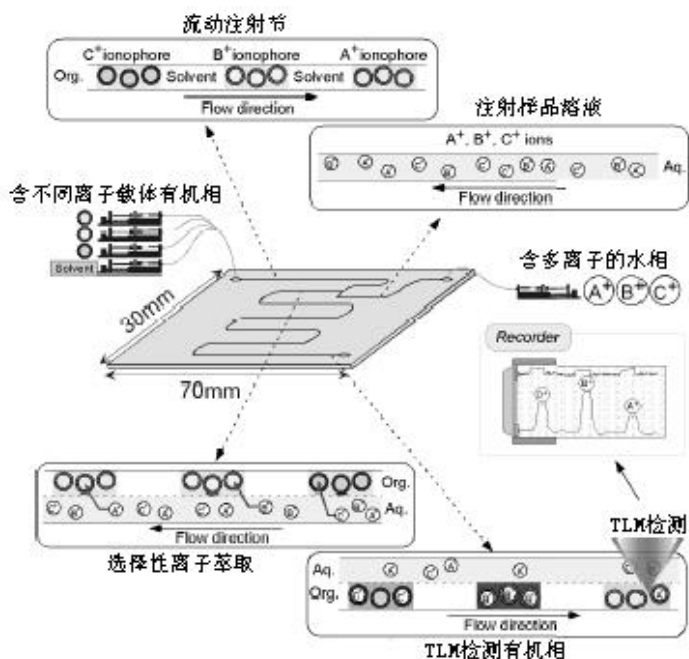 流动注射节
C⁺ionophore B⁺ionophore A⁺ionophore
Org. Solvent Solvent
Flow direction
注射样品溶液
A⁺, B⁺, C⁺ ions
Aq.
Flow direction
含不同离子载体有机相
Solvent
含多离子的水相
A⁺ B⁺ C⁺
30mm
70mm
Recorder
B⁺
A⁺
Org.
Aq.
Flow direction
选择性离子萃取
TLM检测
Aq.
Org.
Flow direction
TLM检测有机相